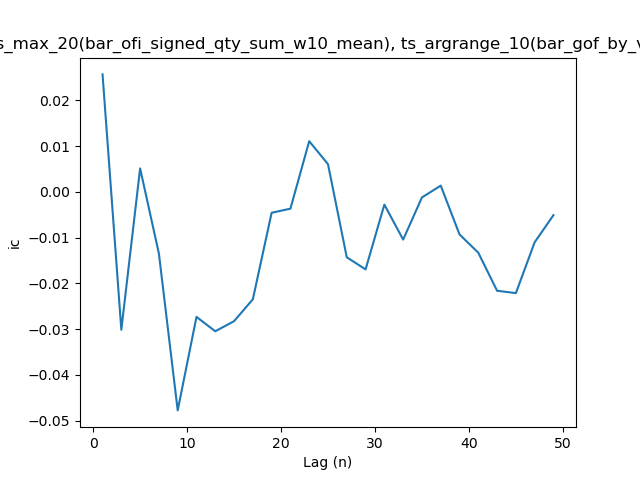 s_max_20(bar_ofi_signed_qty_sum_w10_mean), ts_argrange_10(bar_gof_by_v
0.02
0.01
0.00
−0.01
−0.02
−0.03
−0.04
−0.05
ic
0 10 20 30 40 50
Lag (n)